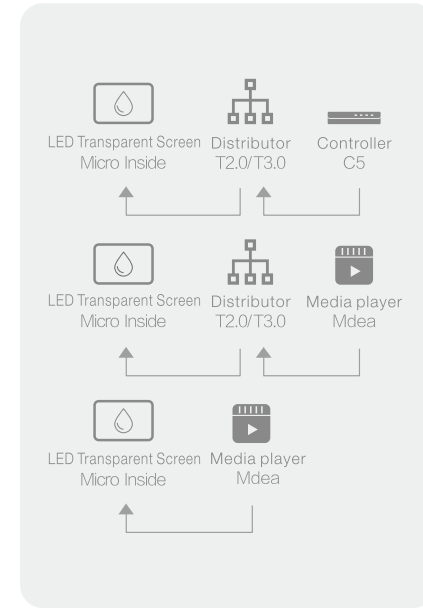 LED Transparent Screen Distributor Controller
Micro Inside T2.0/T3.0 C5
LED Transparent Screen Distributor Media player
Micro Inside T2.0/T3.0 Mdea
LED Transparent Screen Media player
Micro Inside Mdea